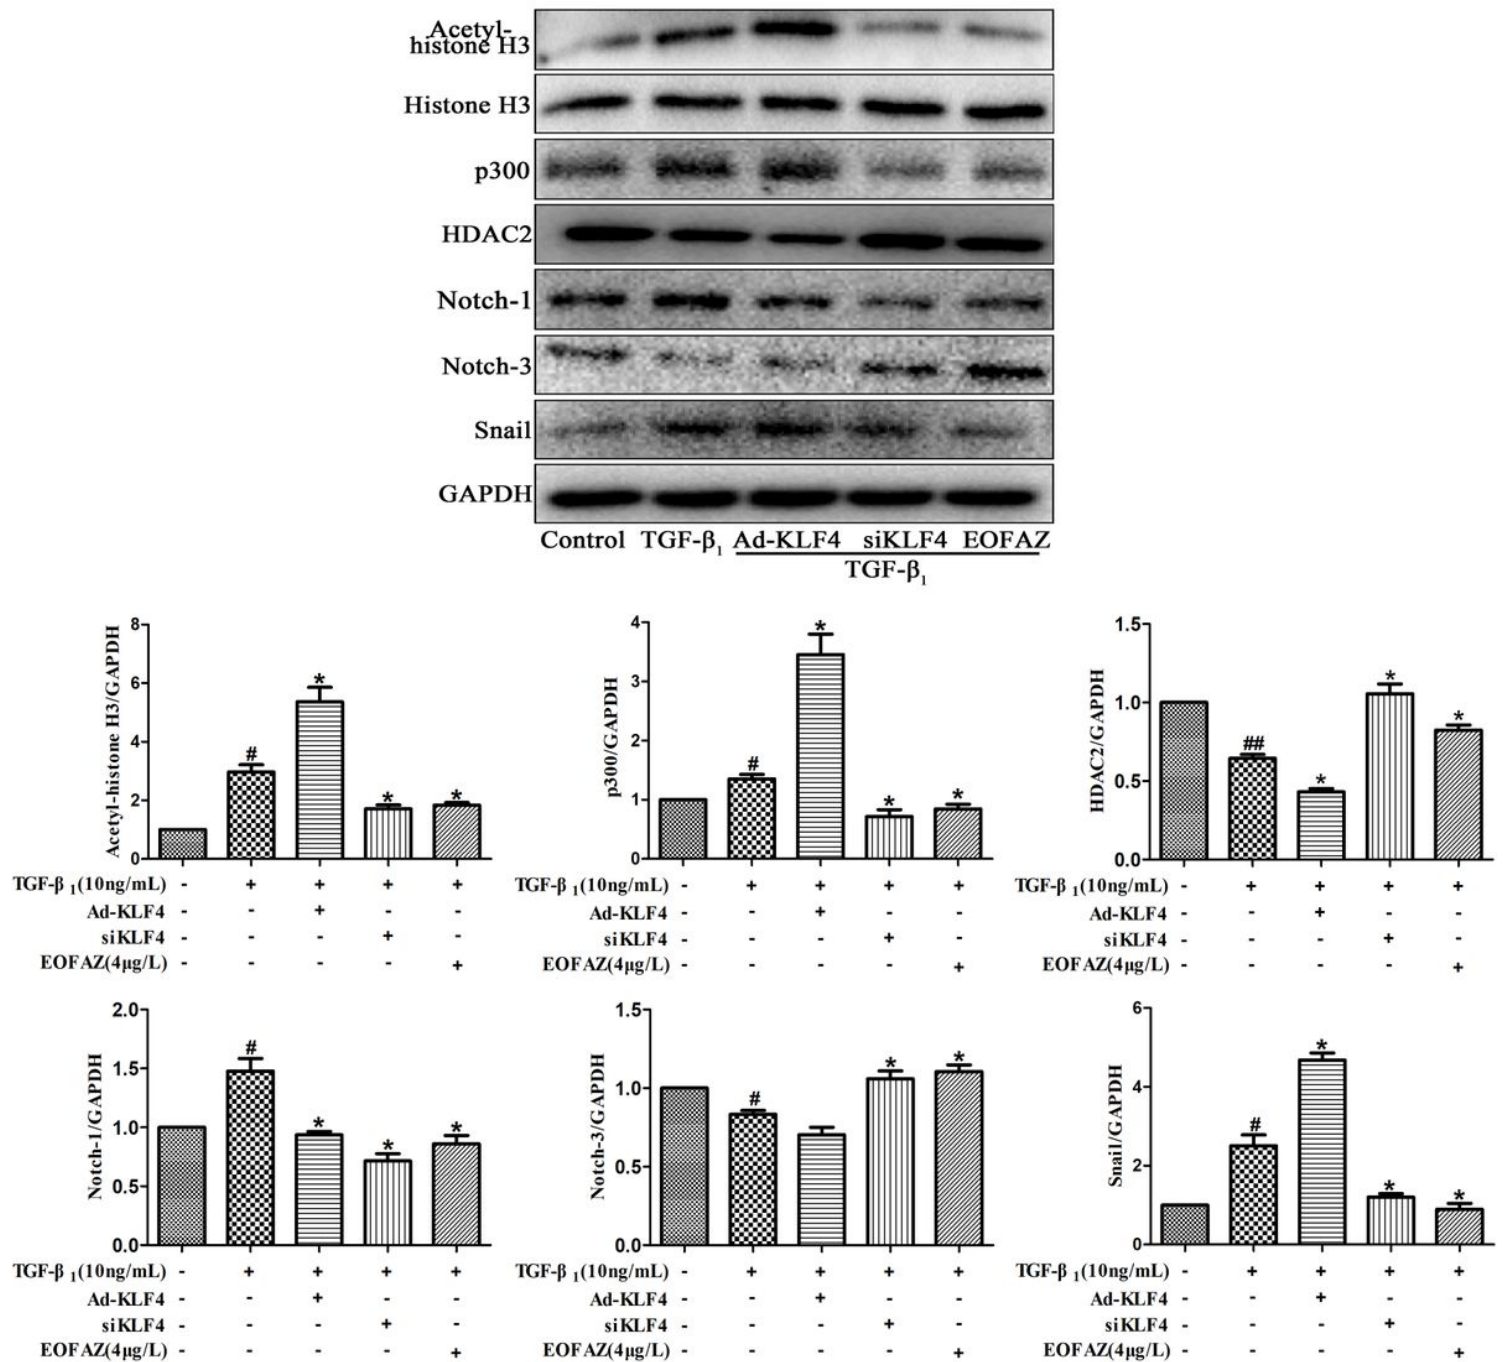 Acetyl-
histone H3
Histone H3
p300
HDAC2
Notch-1
Notch-3
Snail
GAPDH
Control TGF-β1 Ad-KLF4 siKLF4 EOFAZ
TGF-β1
Acetyl-histone H3/GAPDH
8
6
4
2
0
# * * *
TGF-β 1(10ng/mL) - + + + +
Ad-KLF4 - - + - -
siKLF4 - - - + -
EOFAZ(4μg/L) - - - - +
p300/GAPDH
4
3
2
1
0
# * * *
TGF-β 1(10ng/mL) - + + + +
Ad-KLF4 - - + - -
siKLF4 - - - + -
EOFAZ(4μg/L) - - - - +
HDAC2/GAPDH
1.5
1.0
0.5
0.0
## * * *
TGF-β 1(10ng/mL) - + + + +
Ad-KLF4 - - + - -
siKLF4 - - - + -
EOFAZ(4μg/L) - - - - +
Notch-1/GAPDH
2.0
1.5
1.0
0.5
0.0
# * * *
TGF-β 1(10ng/mL) - + + + +
Ad-KLF4 - - + - -
siKLF4 - - - + -
EOFAZ(4μg/L) - - - - +
Notch-3/GAPDH
1.5
1.0
0.5
0.0
# * *
TGF-β 1(10ng/mL) - + + + +
Ad-KLF4 - - + - -
siKLF4 - - - + -
EOFAZ(4μg/L) - - - - +
Snail/GAPDH
6
4
2
0
# * * *
TGF-β 1(10ng/mL) - + + + +
Ad-KLF4 - - + - -
siKLF4 - - - + -
EOFAZ(4μg/L) - - - - +